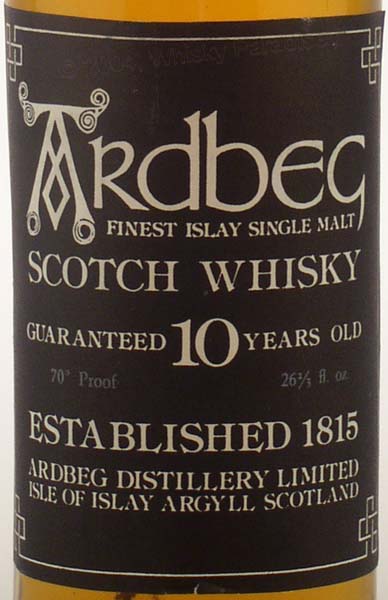 ARdbeG
FINEST ISLAY SINGLE MALT
SCOTCH WHISKY
GUARANTEED 10 YEARS OLD
70° Proof 26⅔ fl. oz.
ESTABLISHED 1815
ARDBEG DISTILLERY LIMITED
ISLE OF ISLAY ARGYLL SCOTLAND